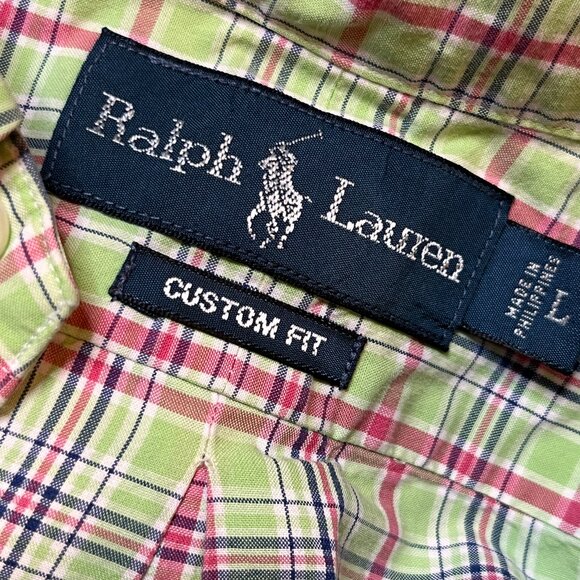 Ralph Lauren
CUSTOM FIT
MADE IN
PHILIPPINES
L